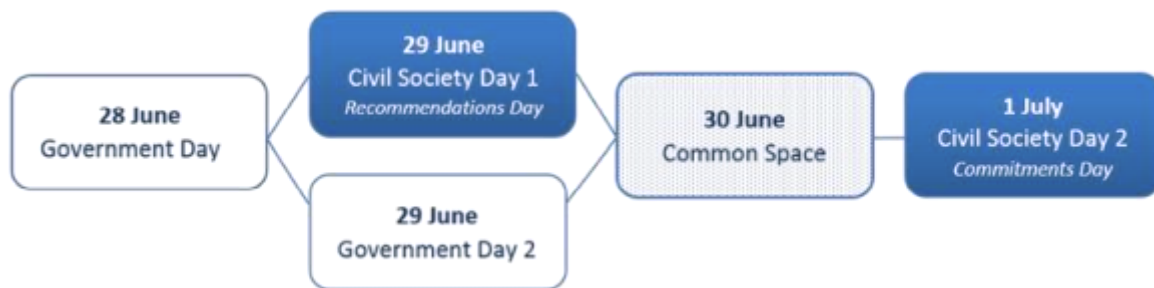 28 June
Government Day
29 June
Civil Society Day 1
Recommendations Day
29 June
Government Day 2
30 June
Common Space
1 July
Civil Society Day 2
Commitments Day